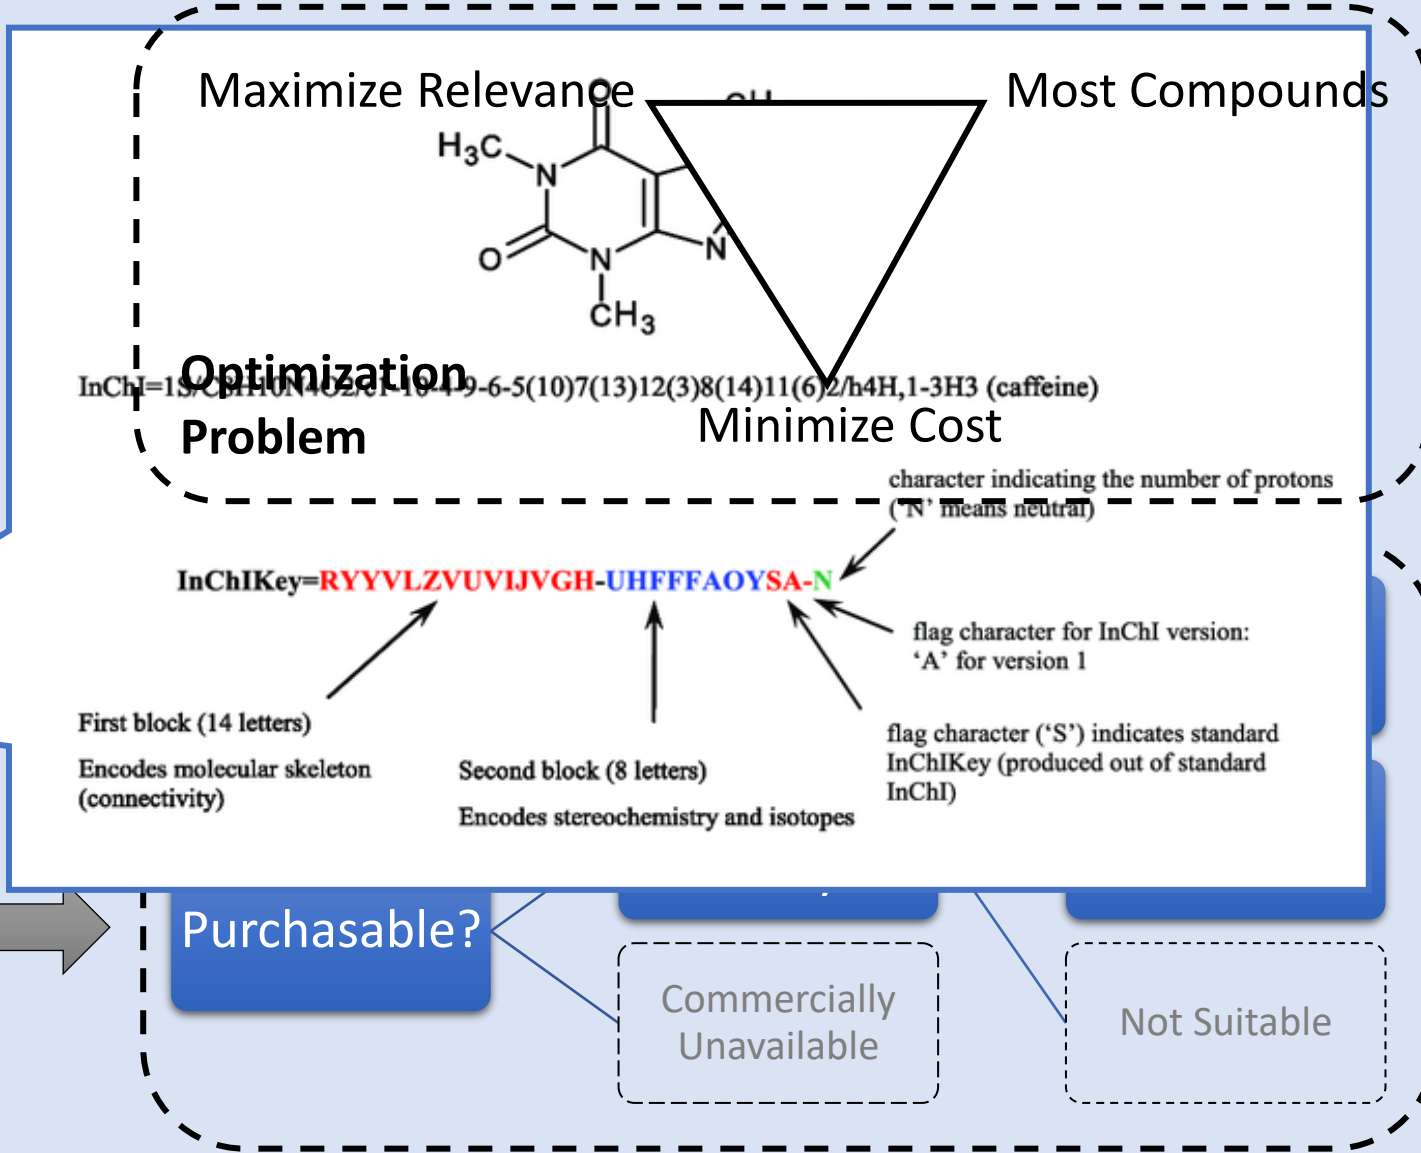 Maximize Relevance
Most Compounds
O
H3C
N
O
N
N
CH3
Optimization
Problem
Minimize Cost
9-6-5(10)7(13)12(3)8(14)11(6)2/h4H,1-3H3 (caffeine)
character indicating the number of protons
('N' means neutral)
InChIKey=RYYVLZVUVIJVGH-UHFFFAOYSA-N
flag character for InChI version:
'A' for version 1
First block (14 letters)
Encodes molecular skeleton
(connectivity)
Second block (8 letters)
Encodes stereochemistry and isotopes
flag character ('S') indicates standard
InChIKey (produced out of standard
InChI)
Purchasable?
Commercially
Unavailable
Not Suitable